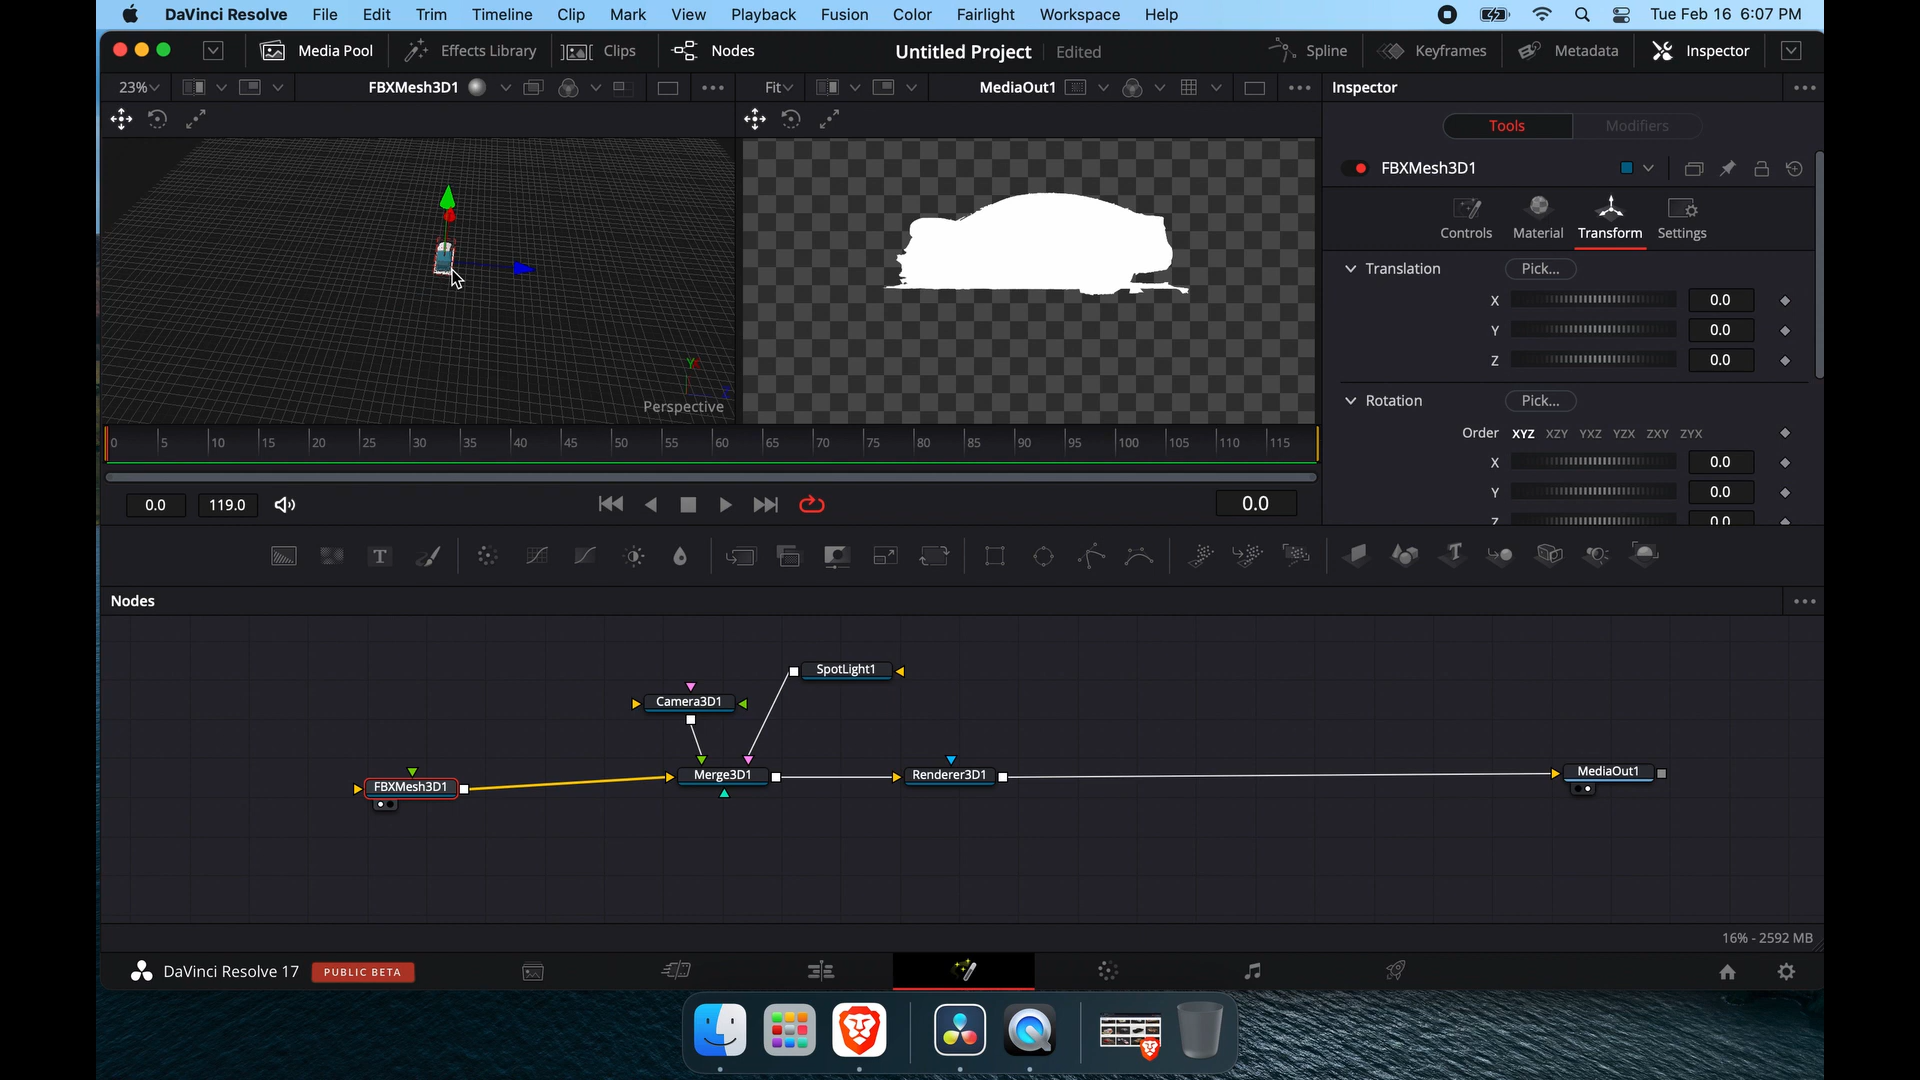 DaVinci Resolve File Edit Trim Timeline Clip Mark View Playback Fusion Color Fairlight Workspace Help Tue Feb 16 6:07 PM
Media Pool Effects Library Clips Nodes Untitled Project Edited Spline Keyframes Metadata Inspector
23% FBXMesh3D1 Fit MediaOut1 Inspector
Tools Modifiers
FBXMesh3D1
Controls Material Transform Settings
Translation Pick...
X 0.0
Y 0.0
Z 0.0
Rotation Pick...
Order XYZ XZY YXZ YZX ZXY ZYX
X 0.0
Y 0.0
Z 0.0
Y
Perspective
0 5 10 15 20 25 30 35 40 45 50 55 60 65 70 75 80 85 90 95 100 105 110 115
0.0 119.0 0.0
T T
Nodes
SpotLight1
Camera3D1
FBXMesh3D1 Merge3D1 Renderer3D1 MediaOut1
16% - 2592 MB
DaVinci Resolve 17 PUBLIC BETA